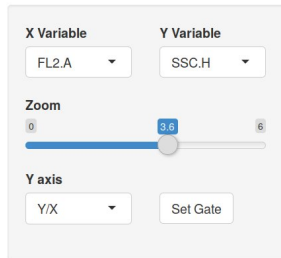 X Variable Y Variable
FL2.A SSC.H
Zoom
0 3.6 6
Y axis
Y/X Set Gate